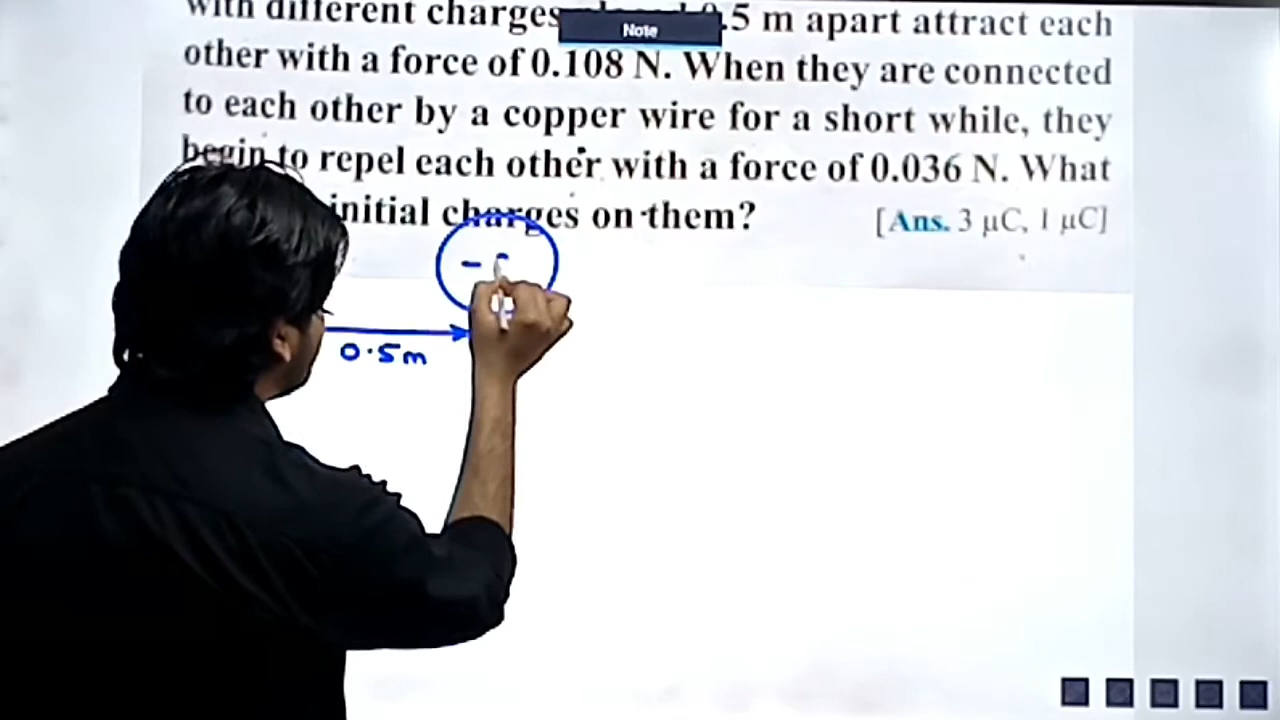 with different charges 0.5 m apart attract each
Note
other with a force of 0.108 N. When they are connected
to each other by a copper wire for a short while, they
begin to repel each other with a force of 0.036 N. What
initial charges on them? [Ans. 3 μC, 1 μC]
-
0.5m